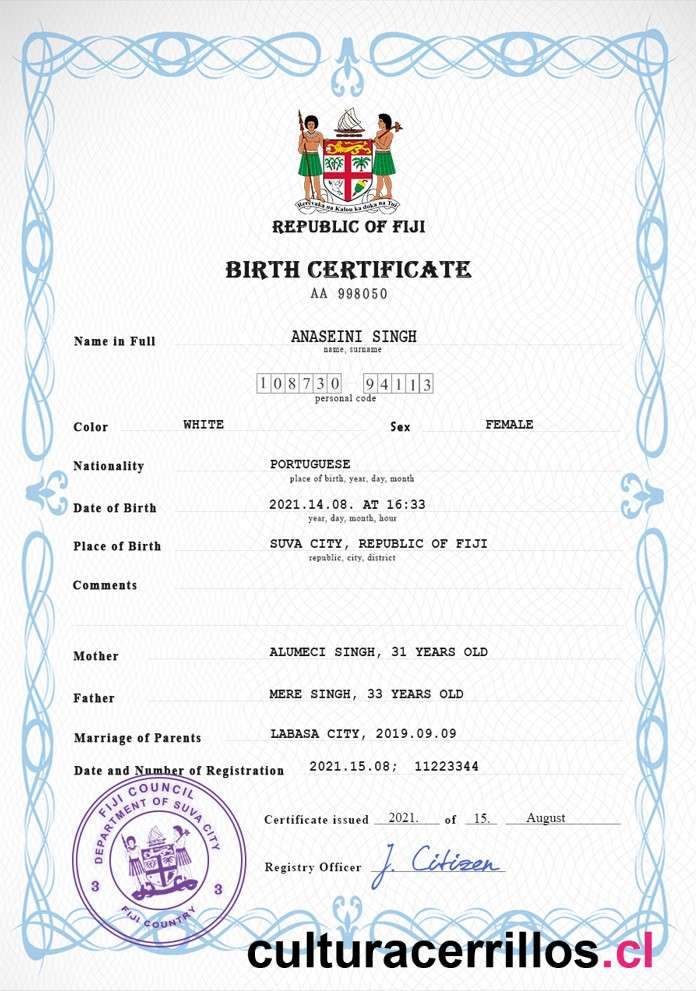 Rerevaka na Kalou ka doka na Tui
REPUBLIC OF FIJI
BIRTH CERTIFICATE
AA 998050
Name in Full ANASEINI SINGH
name, surname
108730 94113
personal code
Color WHITE Sex FEMALE
Nationality PORTUGUESE
place of birth, year, day, month
Date of Birth 2021.14.08. AT 16:33
year, day, month, hour
Place of Birth SUVA CITY, REPUBLIC OF FIJI
republic, city, district
Comments
Mother ALUMECI SINGH, 31 YEARS OLD
Father MERE SINGH, 33 YEARS OLD
Marriage of Parents LABASA CITY, 2019.09.09
Date and Number of Registration 2021.15.08; 11223344
FIJI COUNCIL
DEPARTMENT OF SUVA CITY
3 3
FIJI COUNTRY
Certificate issued 2021. of 15. August
Registry Officer J. Citizen
culturacerrillos.cl